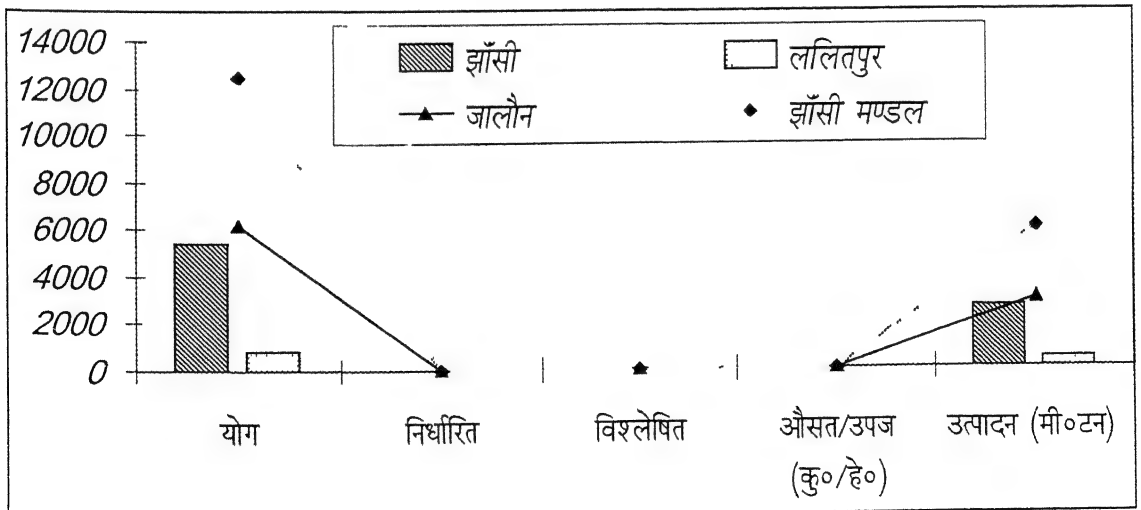 14000
12000
10000
8000
6000
4000
2000
0
झाँसी
ललितपुर
जालौन
झाँसी मण्डल
योग
निर्धारित
विश्लेषित
औसत/उपज
(कु०/हे०)
उत्पादन (मी०टन)